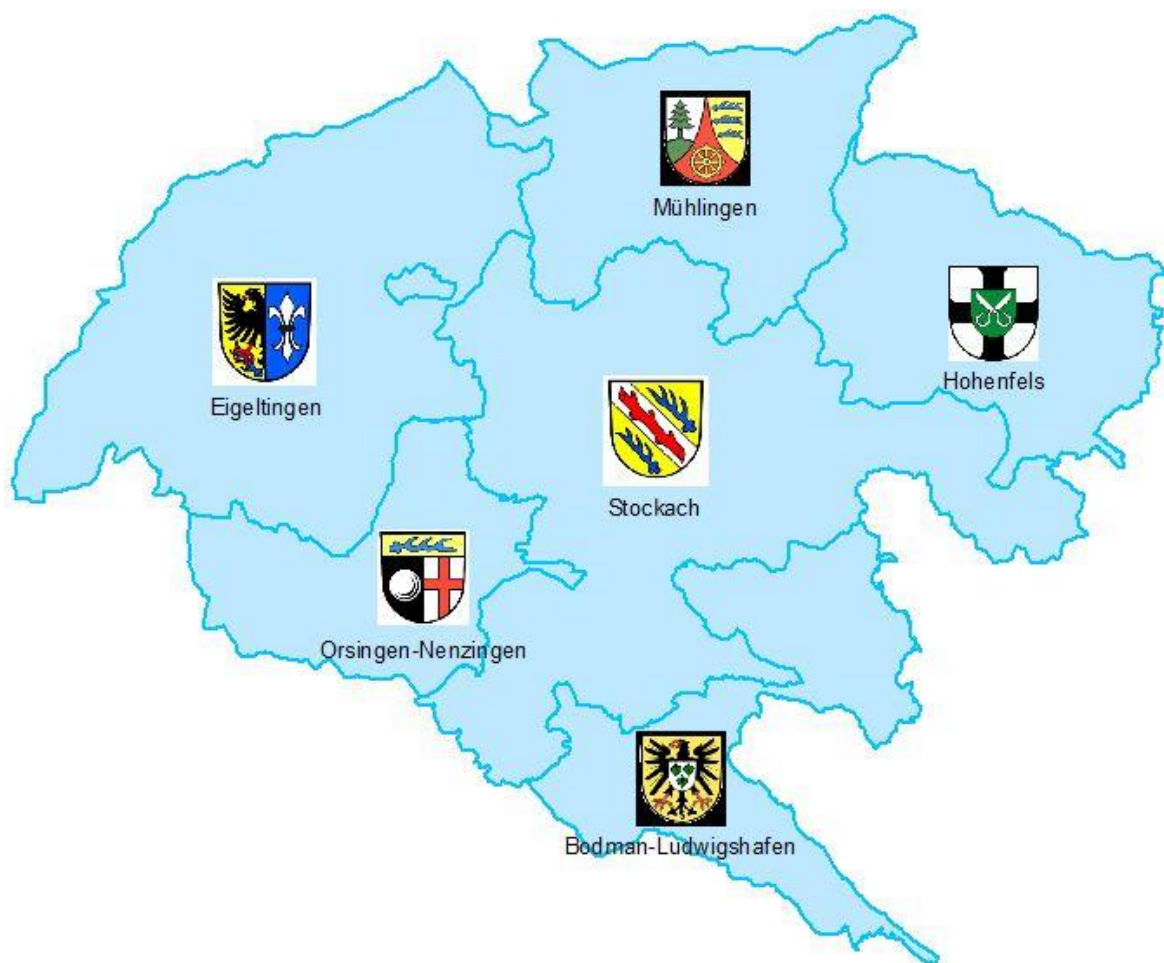 Mühlingen
Hohenfels
Eigeltingen
Stockach
Orsingen-Nenzingen
Bodman-Ludwigshafen